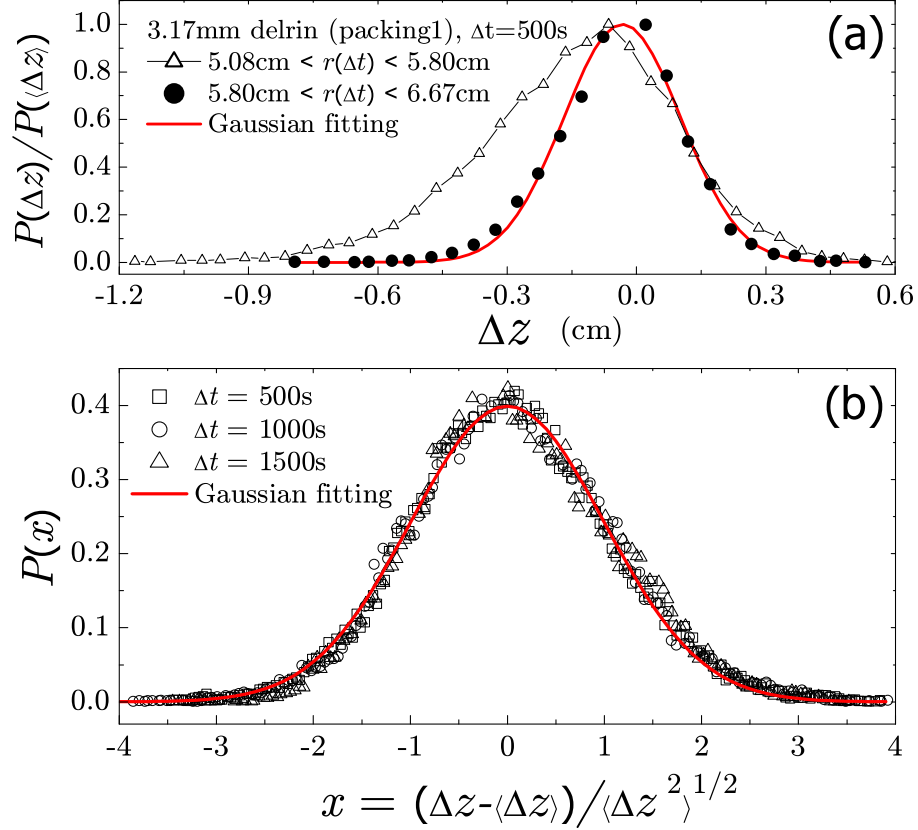 (a)
3.17mm delrin (packing1), Δt=500s
5.08cm < r(Δt) < 5.80cm
5.80cm < r(Δt) < 6.67cm
Gaussian fitting
P(Δz)/P(⟨Δz⟩)
1.0
0.8
0.6
0.4
0.2
0.0
-1.2 -0.9 -0.6 -0.3 0.0 0.3 0.6
Δz (cm)
(b)
Δt = 500s
Δt = 1000s
Δt = 1500s
Gaussian fitting
P(x)
0.4
0.3
0.2
0.1
0.0
-4 -3 -2 -1 0 1 2 3 4
x = (Δz-⟨Δz⟩)/⟨Δz²⟩^1/2